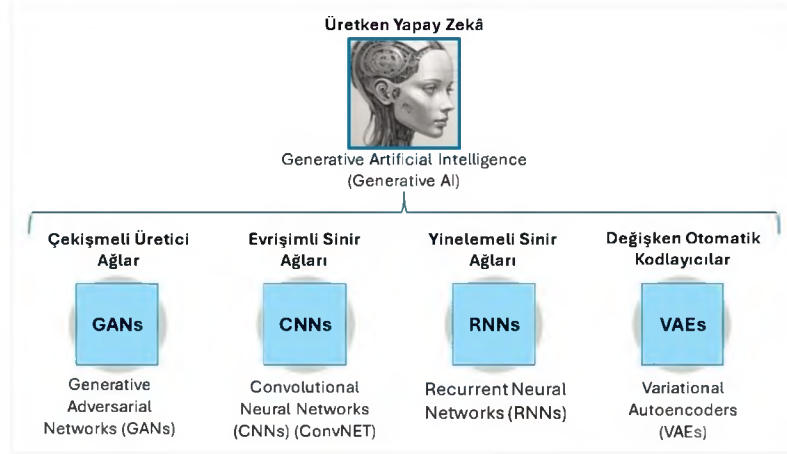 Üretken Yapay Zekâ
Generative Artificial Intelligence
(Generative AI)
Çekişmeli Üretici
Ağlar
GANs
Generative
Adversarial
Networks (GANs)
Evrişimli Sinir
Ağları
CNNs
Convolutional
Neural Networks
(CNNs) (ConvNET)
Yinelemeli Sinir
Ağları
RNNs
Recurrent Neural
Networks (RNNs)
Değişken Otomatik
Kodlayıcılar
VAEs
Variational
Autoencoders
(VAEs)